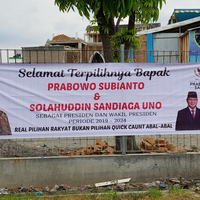 Selamat Terpilihnya Bapak
PRABOWO SUBIANTO
&
SOLAHUDDIN SANDIAGA UNO
SEBAGAI PRESIDEN DAN WAKIL PRESIDEN
PERIODE 2019 - 2024
REAL PILIHAN RAKYAT BUKAN PILIHAN QUICK CAUNT ABAL-ABAL